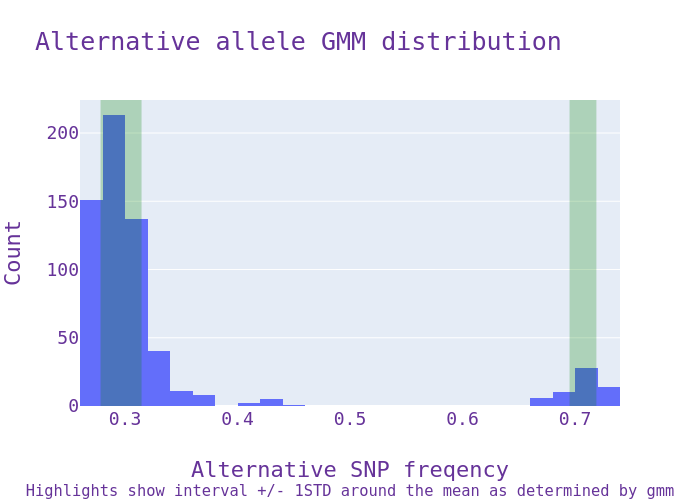 Alternative allele GMM distribution
200
150
100
50
0
Count
0.3 0.4 0.5 0.6 0.7
Alternative SNP freqency
Highlights show interval +/- 1STD around the mean as determined by gmm